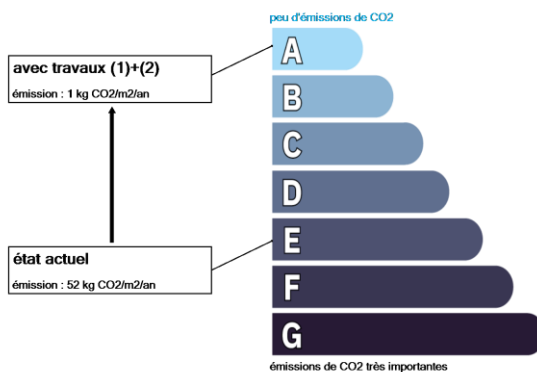 peu d'émissions de CO2
A
avec travaux (1)+(2)
émission : 1 kg CO2/m2/an
B
C
D
E
état actuel
émission : 52 kg CO2/m2/an
F
G
émissions de CO2 très importantes